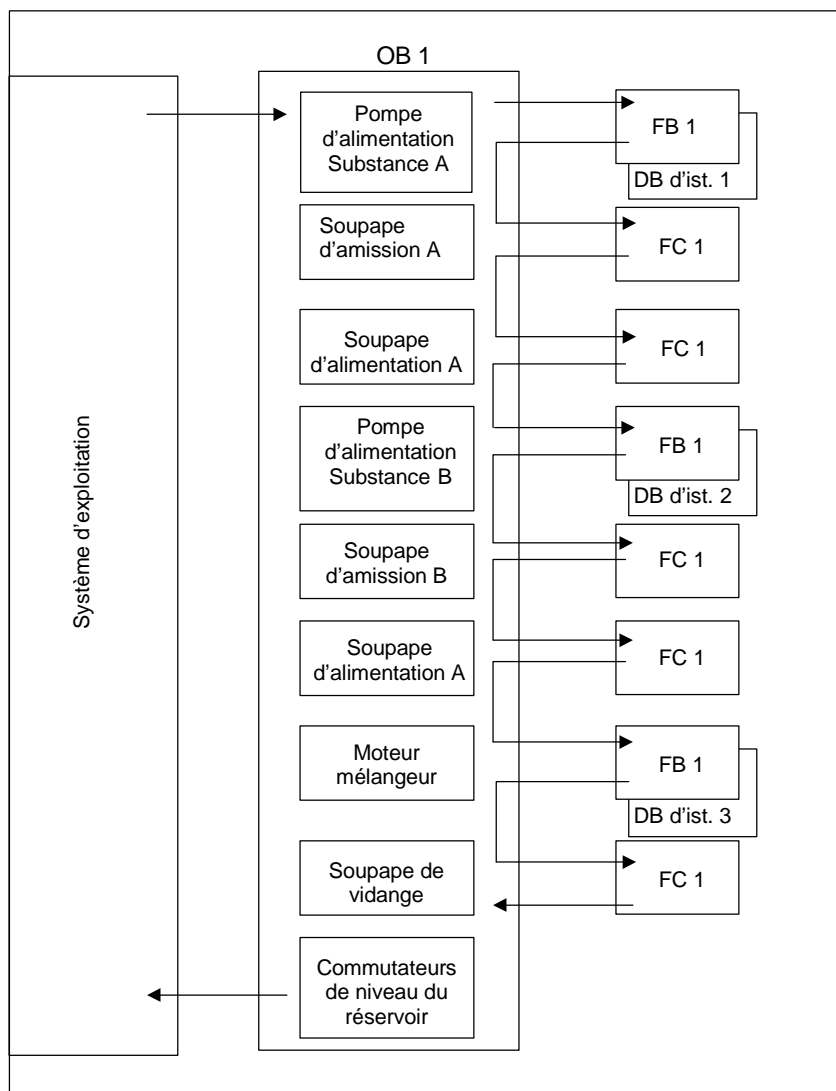 OB 1
Système d'exploitation
Pompe
d'alimentation
Substance A
FB 1
DB d'ist. 1
Soupape
d'amission A
FC 1
Soupape
d'alimentation A
FC 1
Pompe
d'alimentation
Substance B
FB 1
DB d'ist. 2
Soupape
d'amission B
FC 1
Soupape
d'alimentation A
FC 1
Moteur
mélangeur
FB 1
DB d'ist. 3
Soupape de
vidange
FC 1
Commutateurs
de niveau du
réservoir